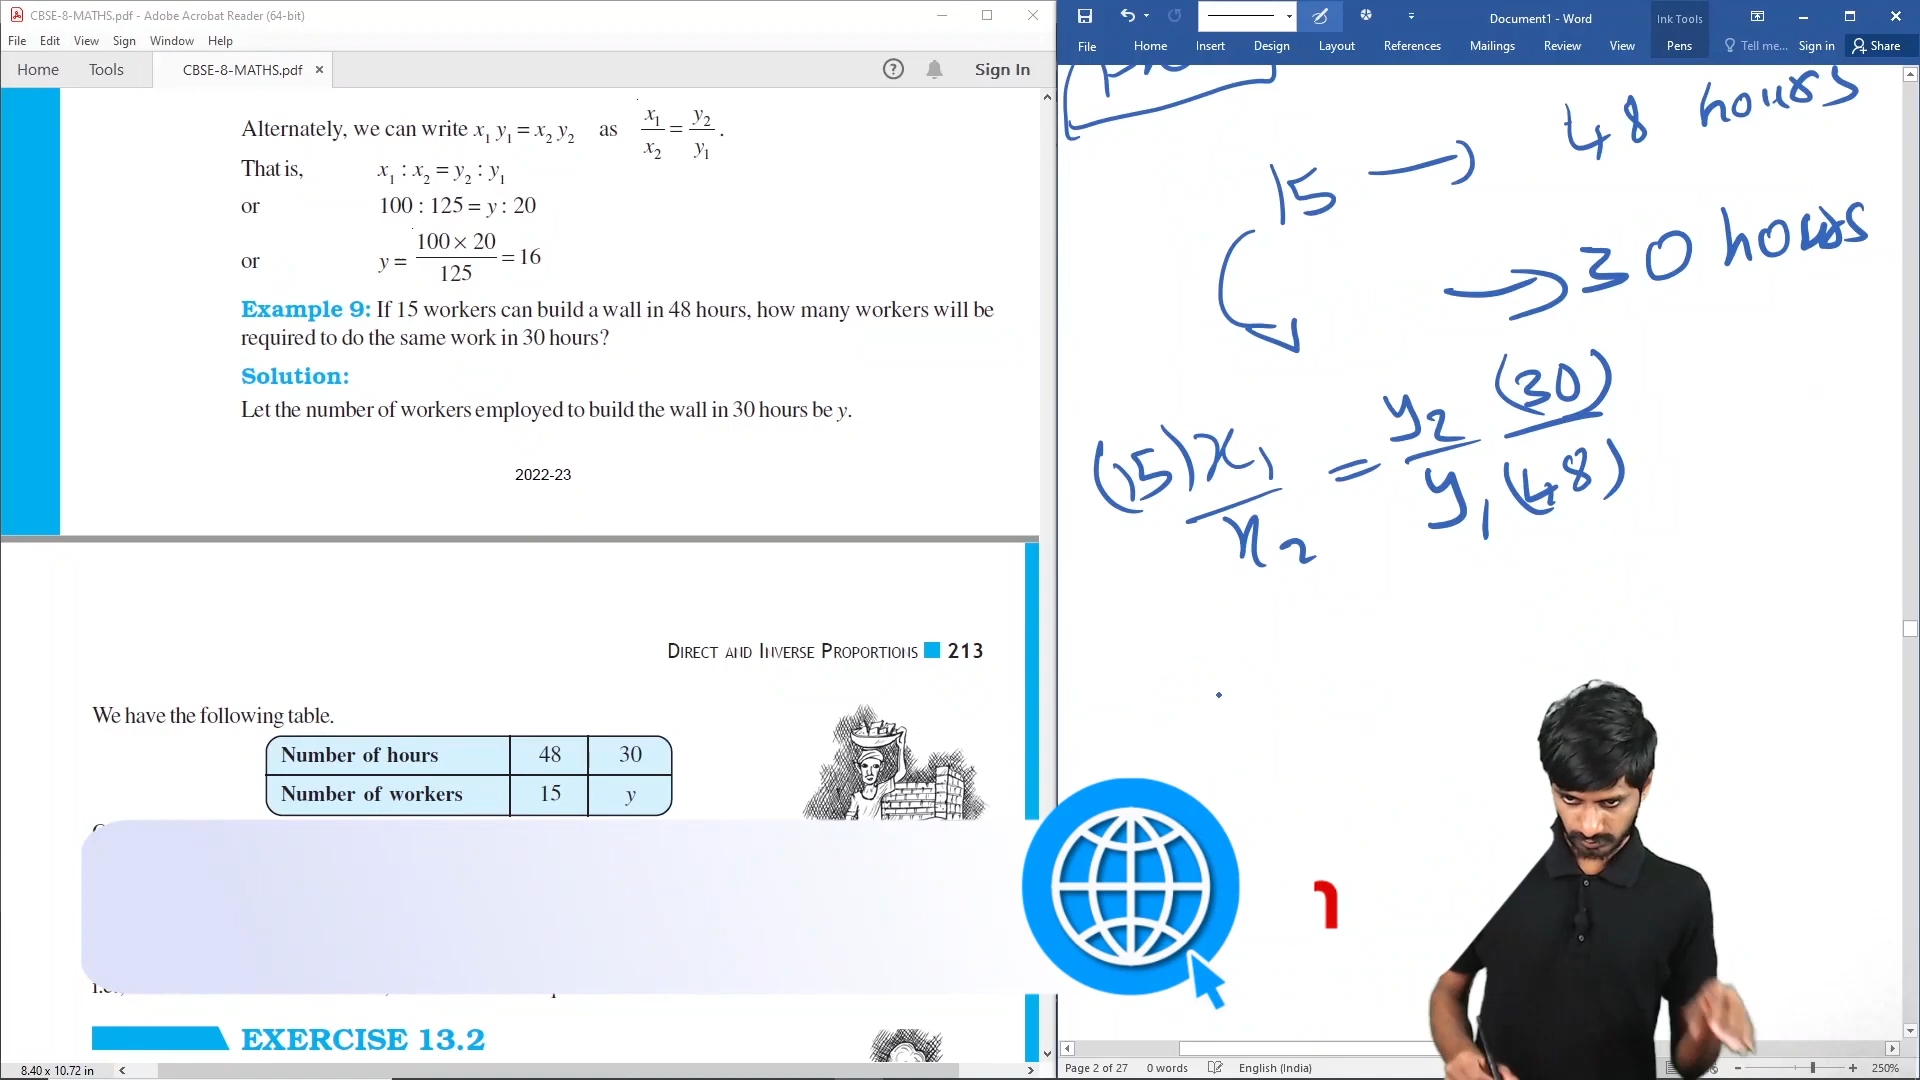 CBSE-8-MATHS.pdf - Adobe Acrobat Reader (64-bit)
File Edit View Sign Window Help
Home Tools CBSE-8-MATHS.pdf × Sign In
Alternately, we can write x₁ y₁ = x₂ y₂ as x₁/x₂ = y₂/y₁ .
That is, x₁ : x₂ = y₂ : y₁
or 100 : 125 = y : 20
or y = 100 × 20/125 = 16
Example 9: If 15 workers can build a wall in 48 hours, how many workers will be
required to do the same work in 30 hours?
Solution:
Let the number of workers employed to build the wall in 30 hours be y.
2022-23
DIRECT AND INVERSE PROPORTIONS 213
We have the following table.
Number of hours 48 30
Number of workers 15 y
EXERCISE 13.2
8.40 x 10.72 in
Document1 - Word
Ink Tools
File Home Insert Design Layout References Mailings Review View Pens Tell me... Sign in Share
15 → 48 hours
→ 30 hours
(15) x₁/x₂ = y₂/y₁ (30)/(48)
Page 2 of 27 0 words English (India) 250%